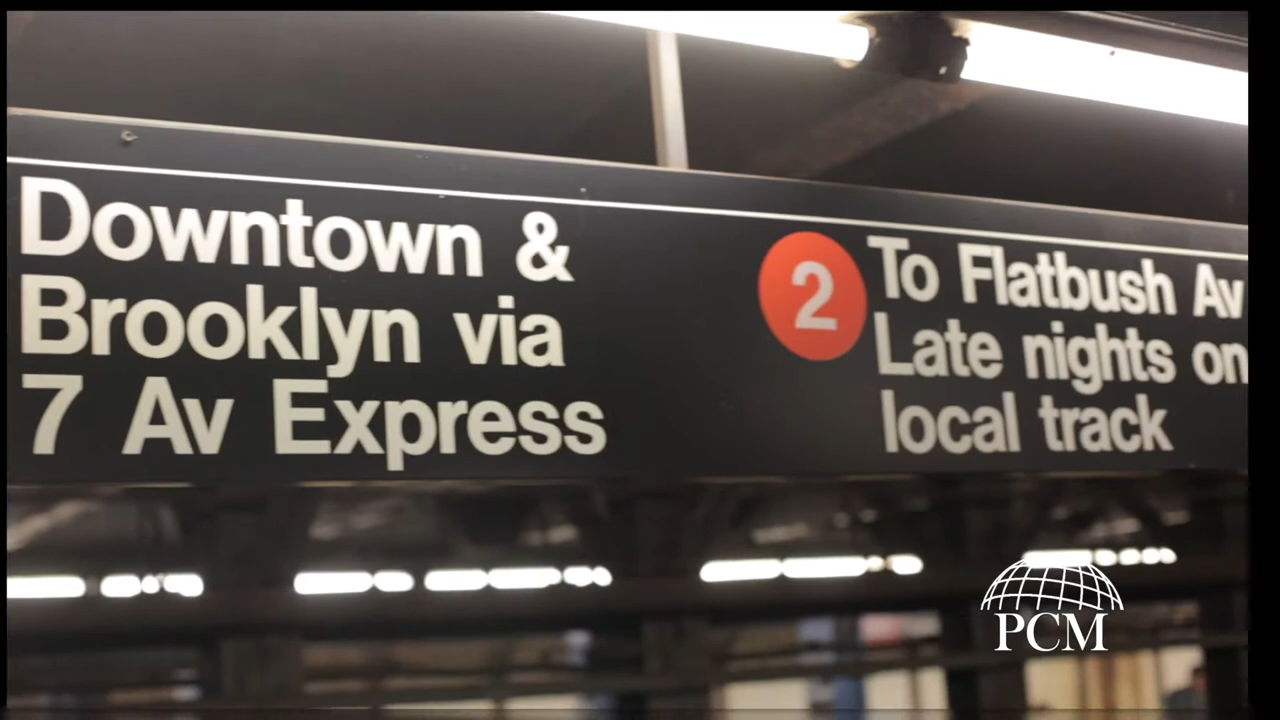 Downtown &
Brooklyn via
7 Av Express
2
To Flatbush Av
Late nights on
local track
PCM